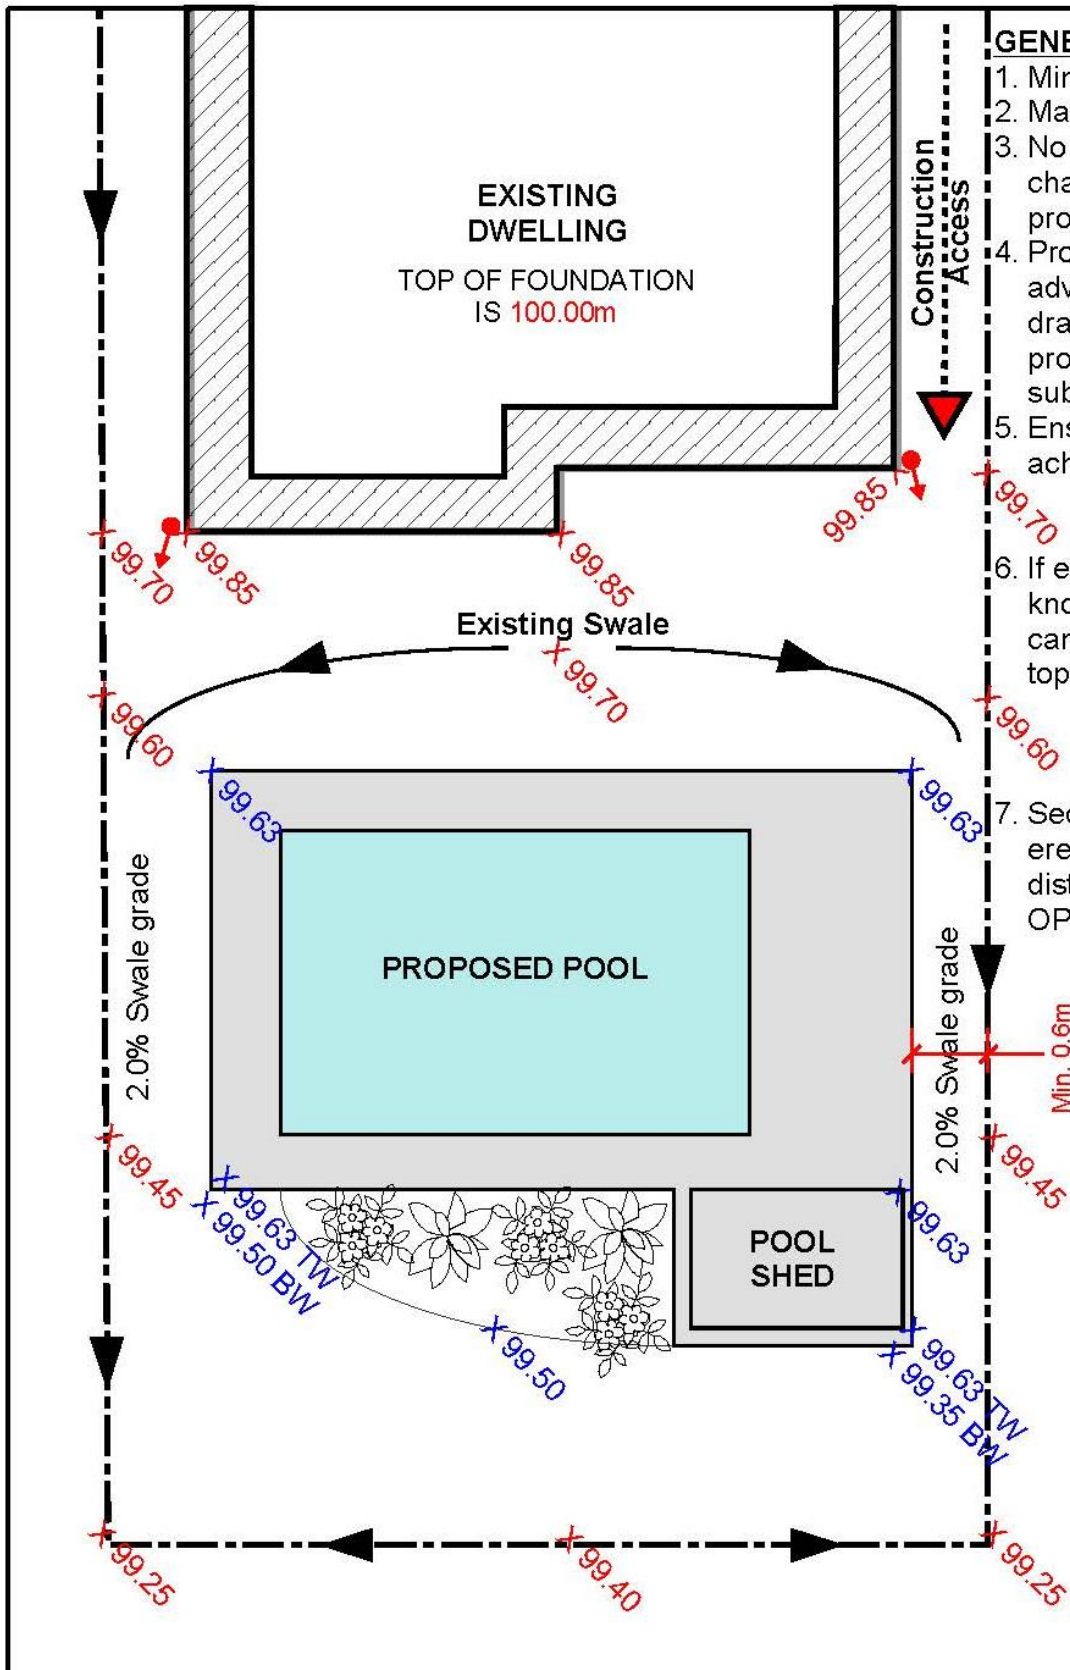 EXISTING
DWELLING
TOP OF FOUNDATION
IS 100.00m
Construction
Access
GENE
1. Mir
2. Ma
3. No
cha
pro
4. Pro
adv
dra
pro
sub
5. Ens
ach
6. If e
kno
can
top
7. Sec
ere
dist
OP
99.70
99.85
99.85
99.85
99.70
Existing Swale
99.70
99.60
99.60
99.63
99.63
2.0% Swale grade
PROPOSED POOL
2.0% Swale grade
Min. 0.6m
99.45
99.45
99.63 TW
99.50 BW
99.63
POOL
SHED
99.50
99.63 TW
99.35 BW
99.25
99.40
99.25